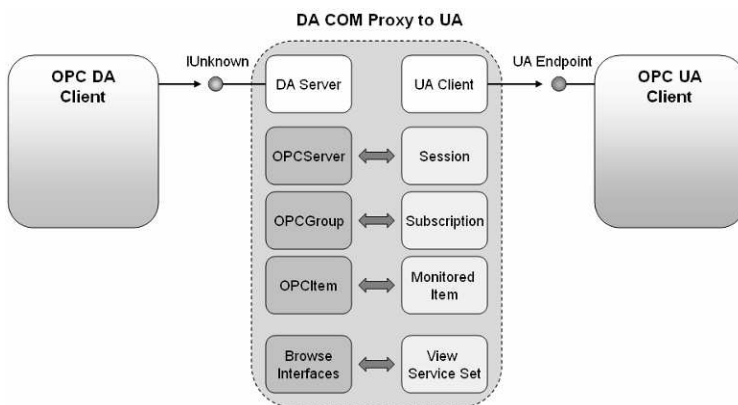 DA COM Proxy to UA
OPC DA
Client
IUnknown
DA Server
UA Client
UA Endpoint
OPC UA
Client
OPCServer
Session
OPCGroup
Subscription
OPCItem
Monitored
Item
Browse
Interfaces
View
Service Set